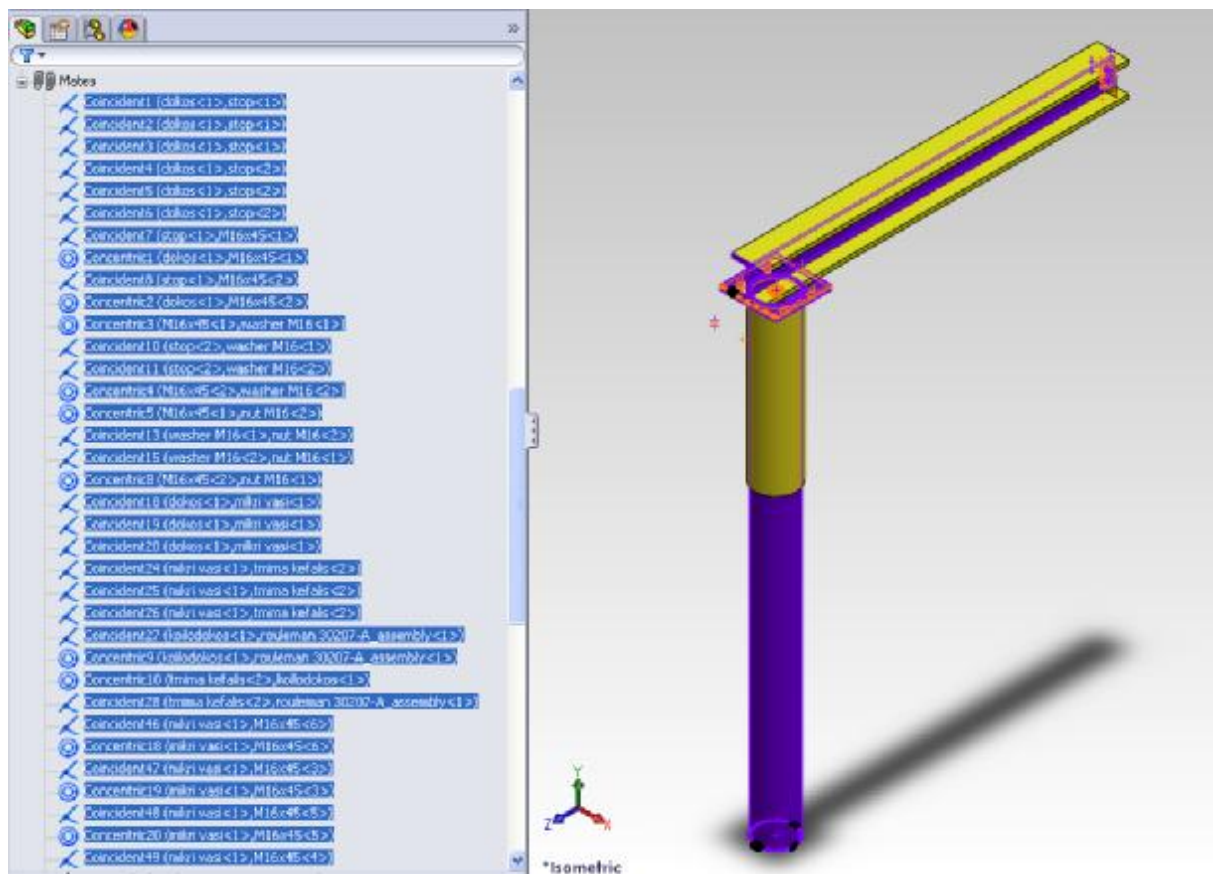 Mates
Coincident1 (dokos<1>,stop<1>)
Coincident2 (dokos<1>,stop<1>)
Coincident3 (dokos<1>,stop<1>)
Coincident4 (dokos<1>,stop<2>)
Coincident5 (dokos<1>,stop<2>)
Coincident6 (dokos<1>,stop<2>)
Coincident7 (stop<1>,M16x45<1>)
Concentric1 (dokos<1>,M16x45<1>)
Coincident8 (stop<1>,M16x45<2>)
Concentric2 (dokos<1>,M16x45<2>)
Concentric3 (M16x45<1>,washer M16<1>)
Coincident10 (stop<2>,washer M16<1>)
Coincident11 (stop<2>,washer M16<2>)
Concentric4 (M16x45<2>,washer M16<2>)
Concentric5 (M16x45<1>,nut M16<2>)
Coincident13 (washer M16<1>,nut M16<2>)
Coincident15 (washer M16<2>,nut M16<1>)
Concentric8 (M16x45<2>,nut M16<1>)
Coincident18 (dokos<1>,mikri vasi<1>)
Coincident19 (dokos<1>,mikri vasi<1>)
Coincident20 (dokos<1>,mikri vasi<1>)
Coincident24 (mikri vasi<1>,tmima kefalis<2>)
Coincident25 (mikri vasi<1>,tmima kefalis<2>)
Coincident26 (mikri vasi<1>,tmima kefalis<2>)
Coincident27 (koilodokos<1>,rouleman 30207-A_assembly<1>)
Concentric9 (koilodokos<1>,rouleman 30207-A_assembly<1>)
Concentric10 (tmima kefalis<2>,koilodokos<1>)
Coincident28 (tmima kefalis<2>,rouleman 30207-A_assembly<1>)
Coincident46 (mikri vasi<1>,M16x45<6>)
Concentric18 (mikri vasi<1>,M16x45<6>)
Coincident47 (mikri vasi<1>,M16x45<3>)
Concentric19 (mikri vasi<1>,M16x45<3>)
Coincident48 (mikri vasi<1>,M16x45<5>)
Concentric20 (mikri vasi<1>,M16x45<5>)
Coincident49 (mikri vasi<1>,M16x45<4>)
Y
Z
X
*Isometric